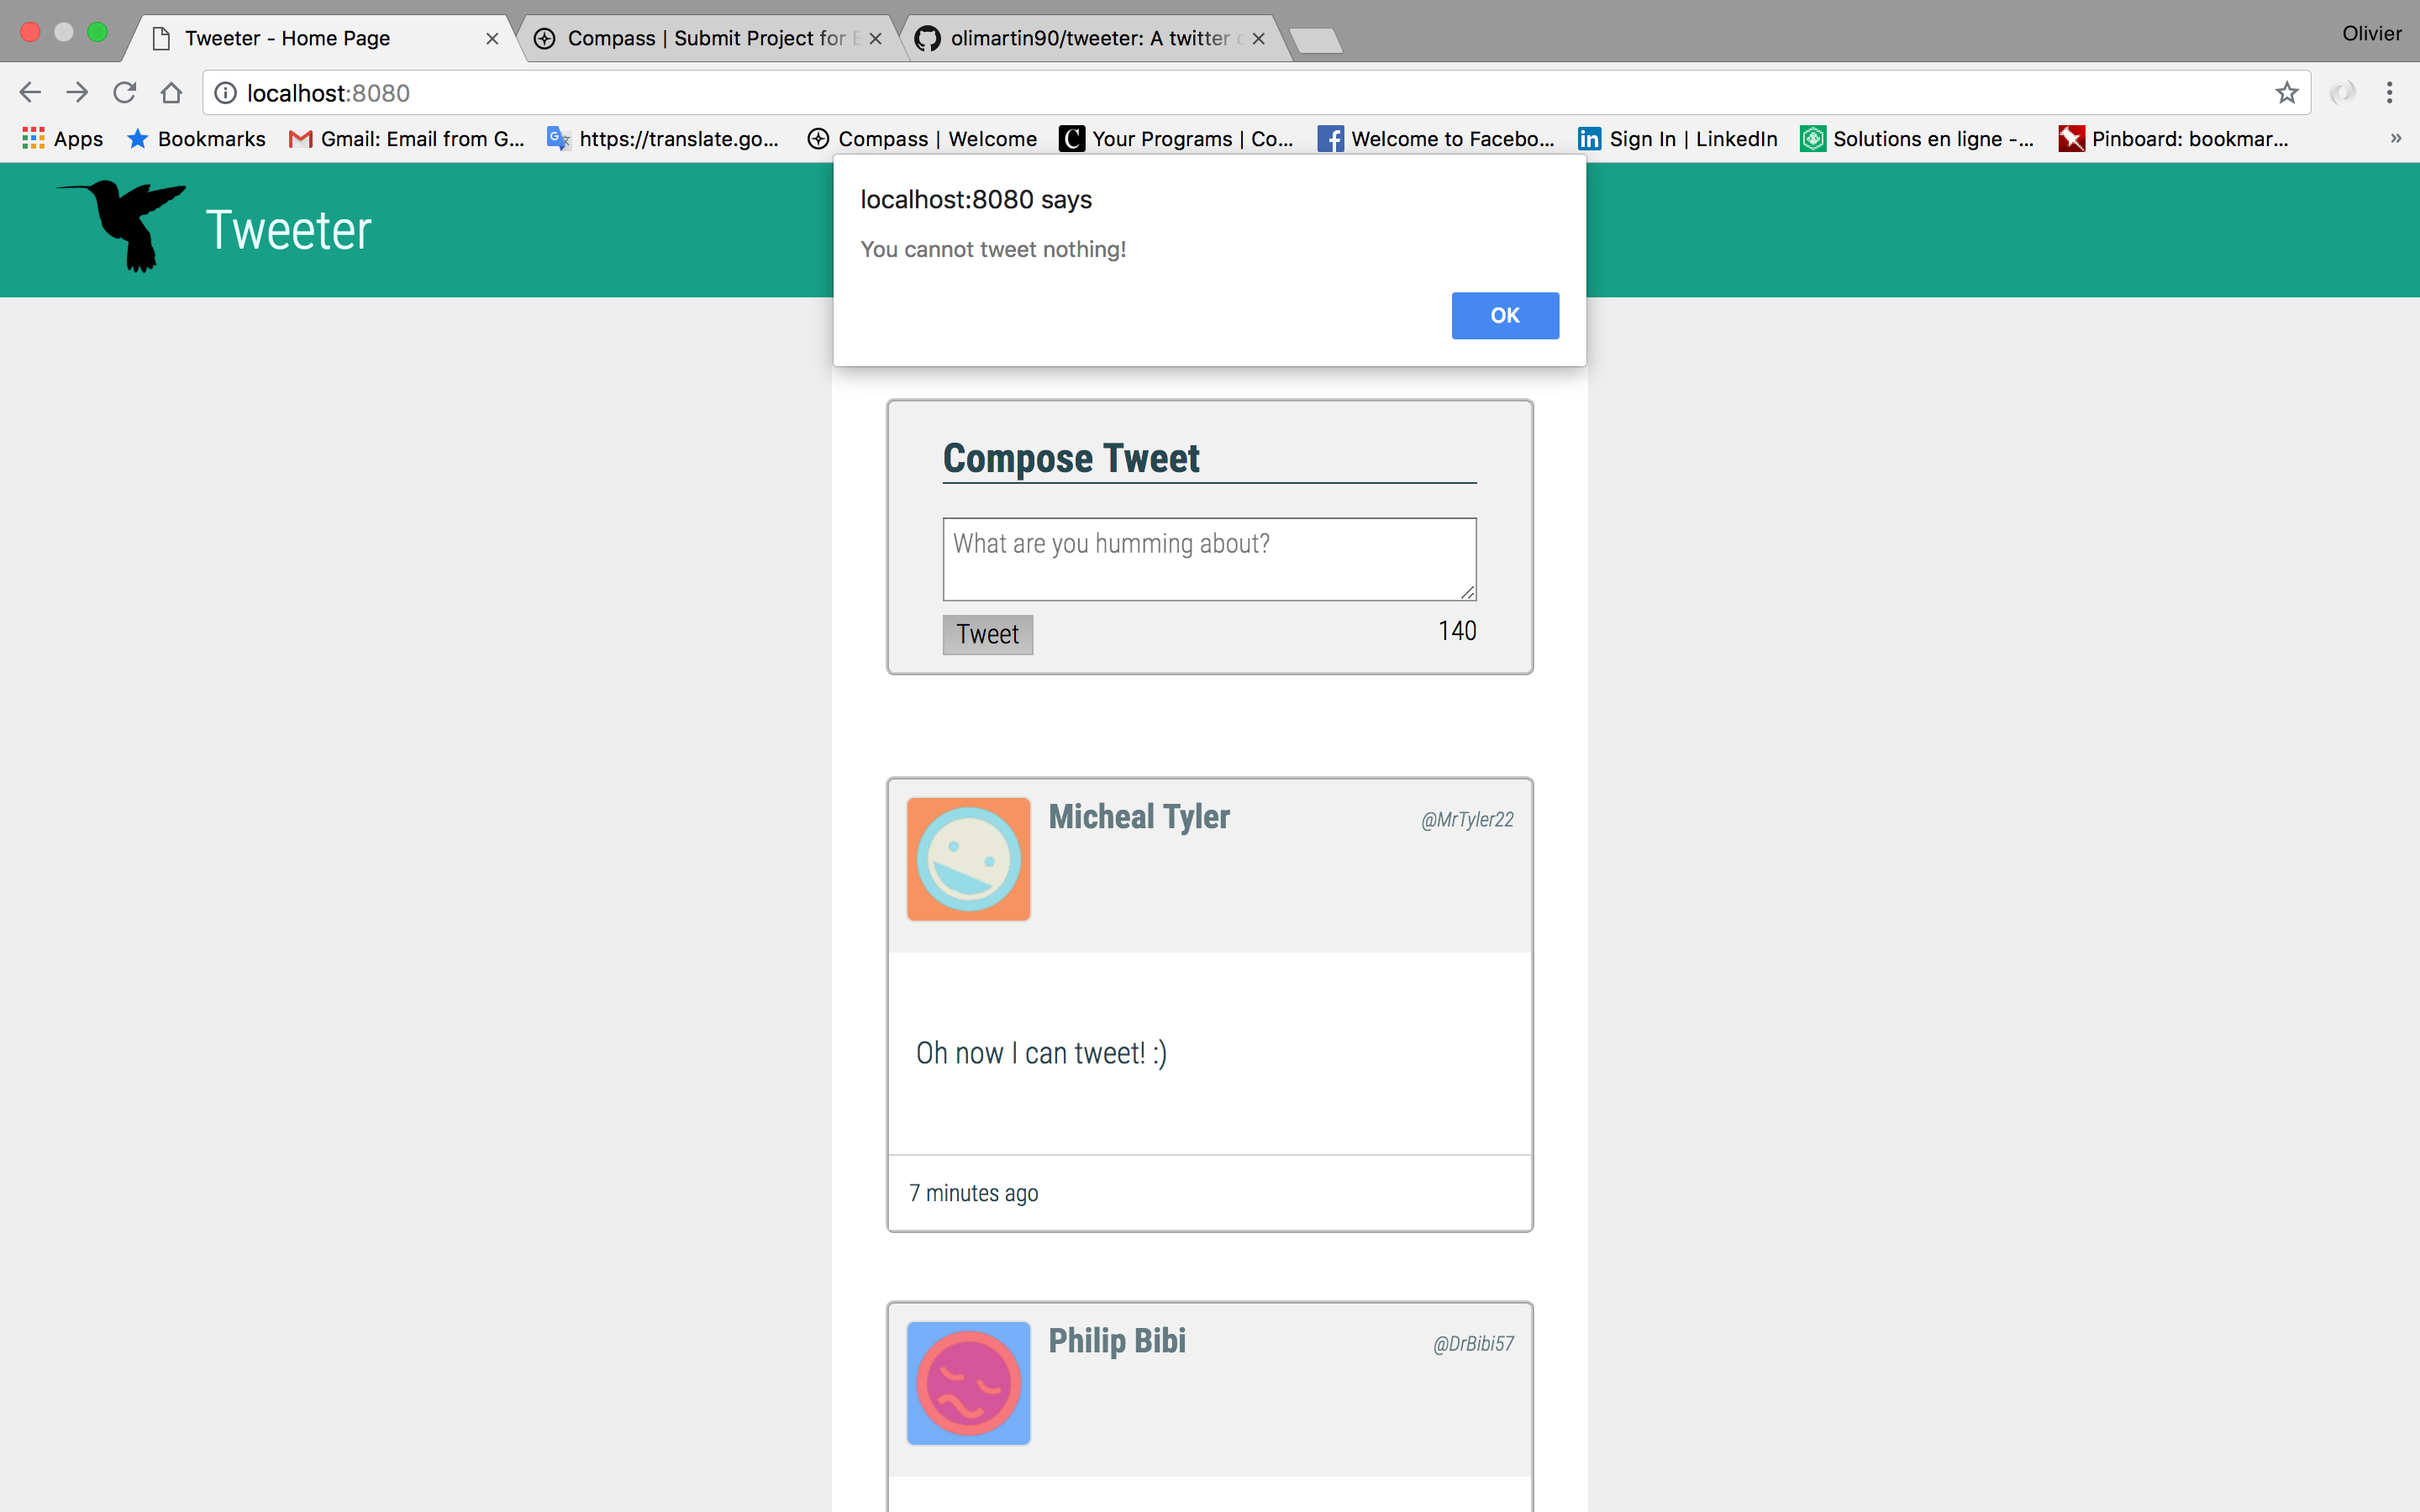 Tweeter - Home Page
Compass | Submit Project for E
olimartin90/tweeter: A twitter c
Olivier
localhost:8080
Apps
Bookmarks
Gmail: Email from G...
https://translate.go...
Compass | Welcome
Your Programs | Co...
Welcome to Facebo...
Sign In | LinkedIn
Solutions en ligne -...
Pinboard: bookmar...
»
Tweeter
localhost:8080 says
You cannot tweet nothing!
OK
Compose Tweet
What are you humming about?
Tweet
140
Micheal Tyler
@MrTyler22
Oh now I can tweet! :)
7 minutes ago
Philip Bibi
@DrBibi57